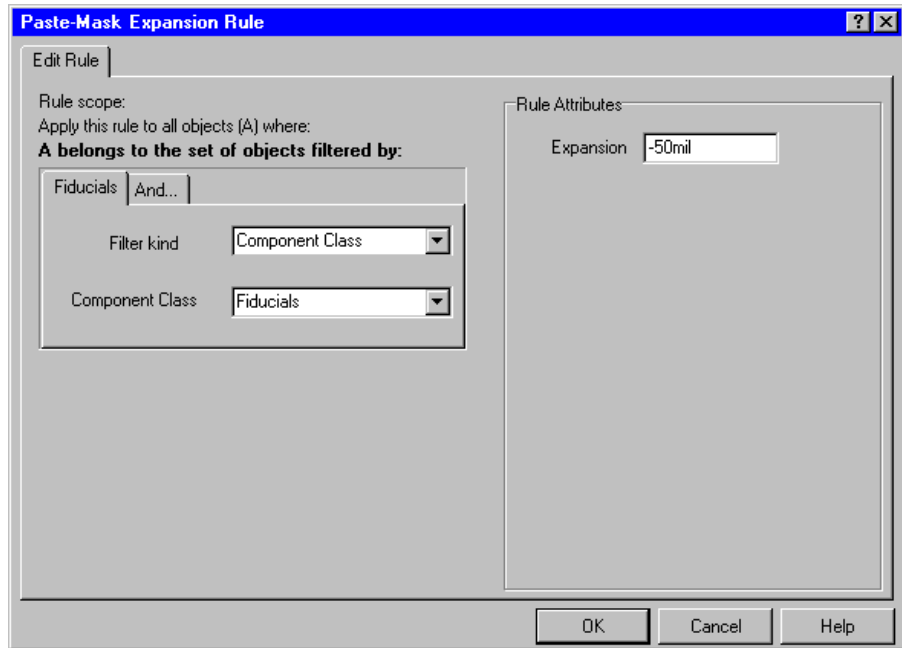 Paste-Mask Expansion Rule
Edit Rule
Rule scope:
Apply this rule to all objects (A) where:
A belongs to the set of objects filtered by:
Fiducials And...
Filter kind Component Class
Component Class Fiducials
Rule Attributes
Expansion -50mil
OK Cancel Help